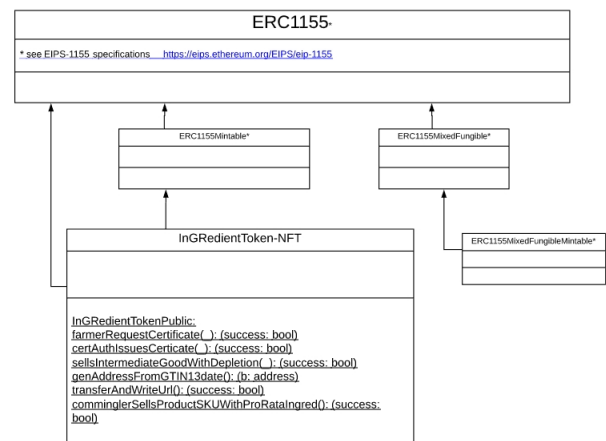 ERC1155*
* see EIPS-1155 specifications https://eips.ethereum.org/EIPS/eip-1155
ERC1155Mintable*
ERC1155MixedFungible*
InGRedientToken-NFT
ERC1155MixedFungibleMintable*
InGRedientTokenPublic:
farmerRequestCertificate(_); (success: bool)
certAuthIssuesCerticate(_); (success: bool)
sellsIntermediateGoodWithDepletion(_); (success: bool)
genAddressFromGTIN13date(); (b: address)
transferAndWriteUrl(); (success: bool)
comminglerSellsProductSKUWithProRataIngred(); (success:
bool)